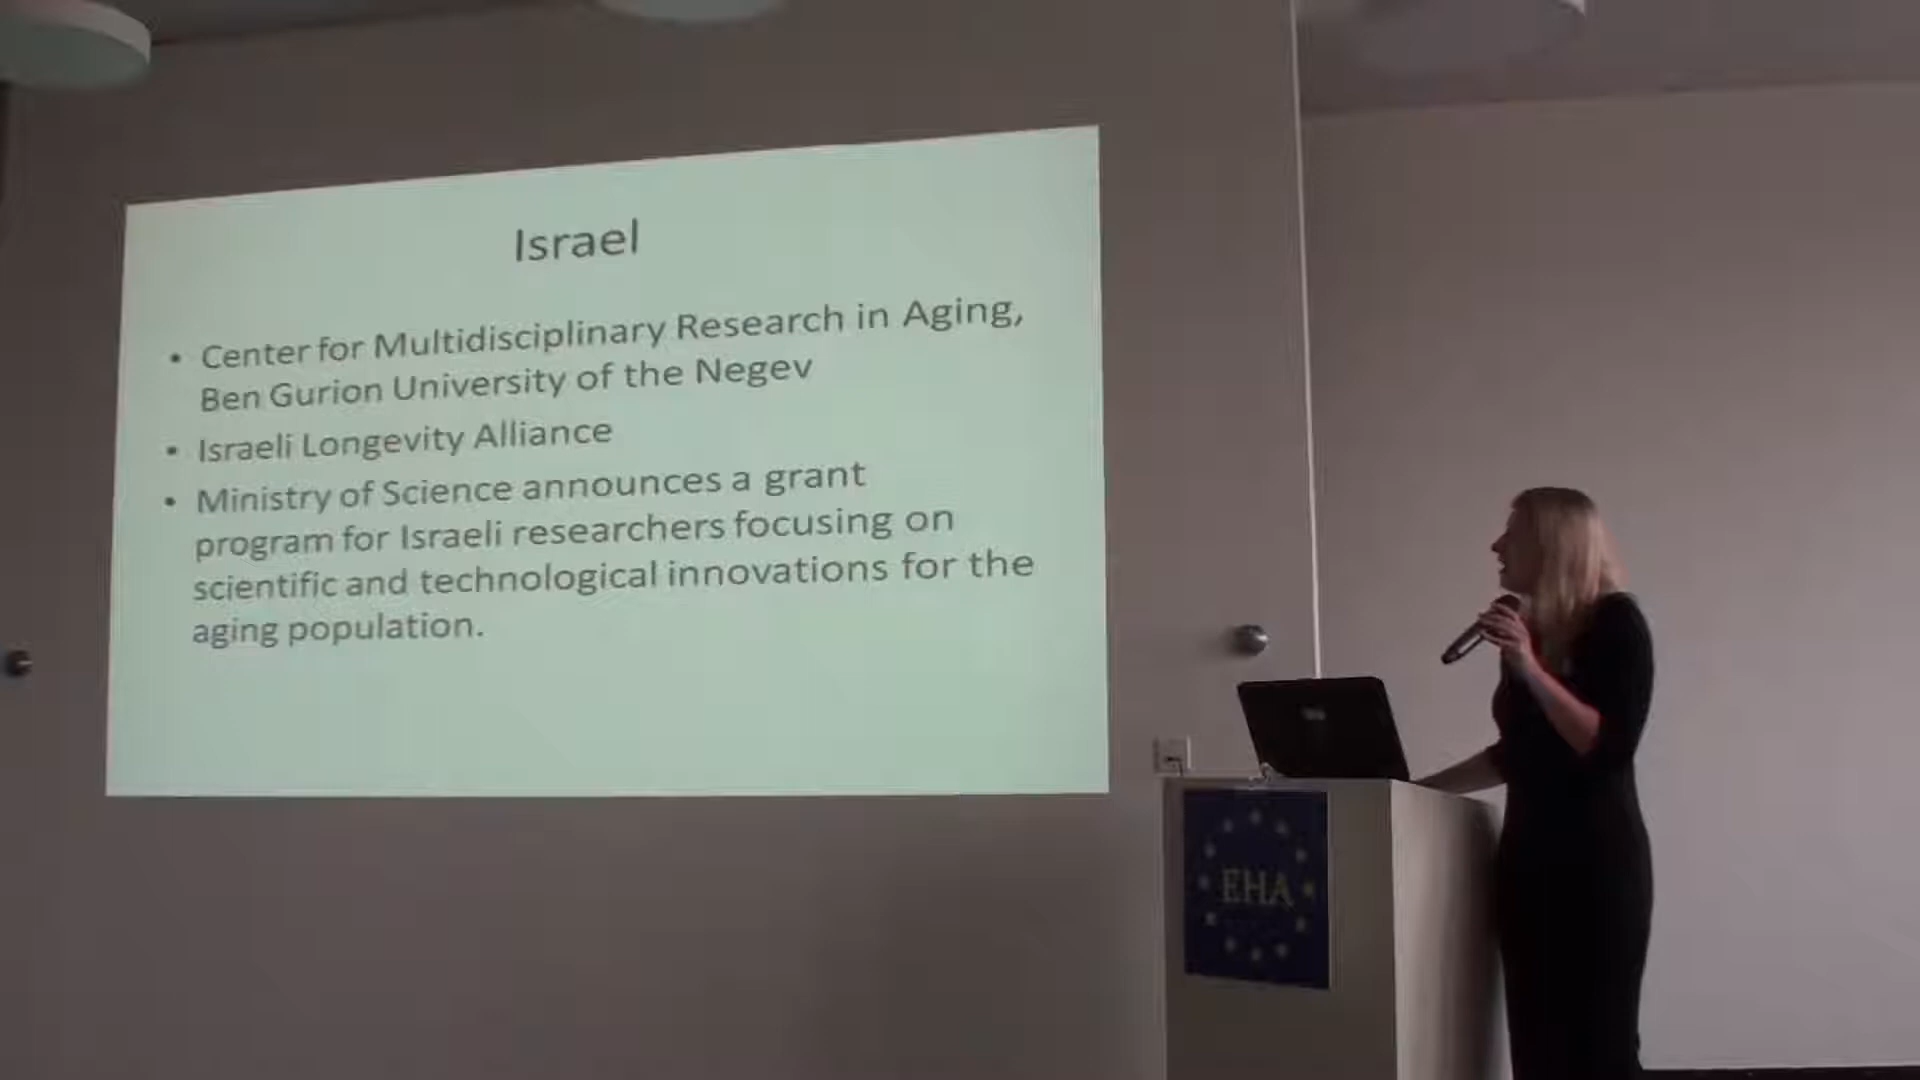 Israel
• Center for Multidisciplinary Research in Aging,
Ben Gurion University of the Negev
• Israeli Longevity Alliance
• Ministry of Science announces a grant
program for Israeli researchers focusing on
scientific and technological innovations for the
aging population.
EHA